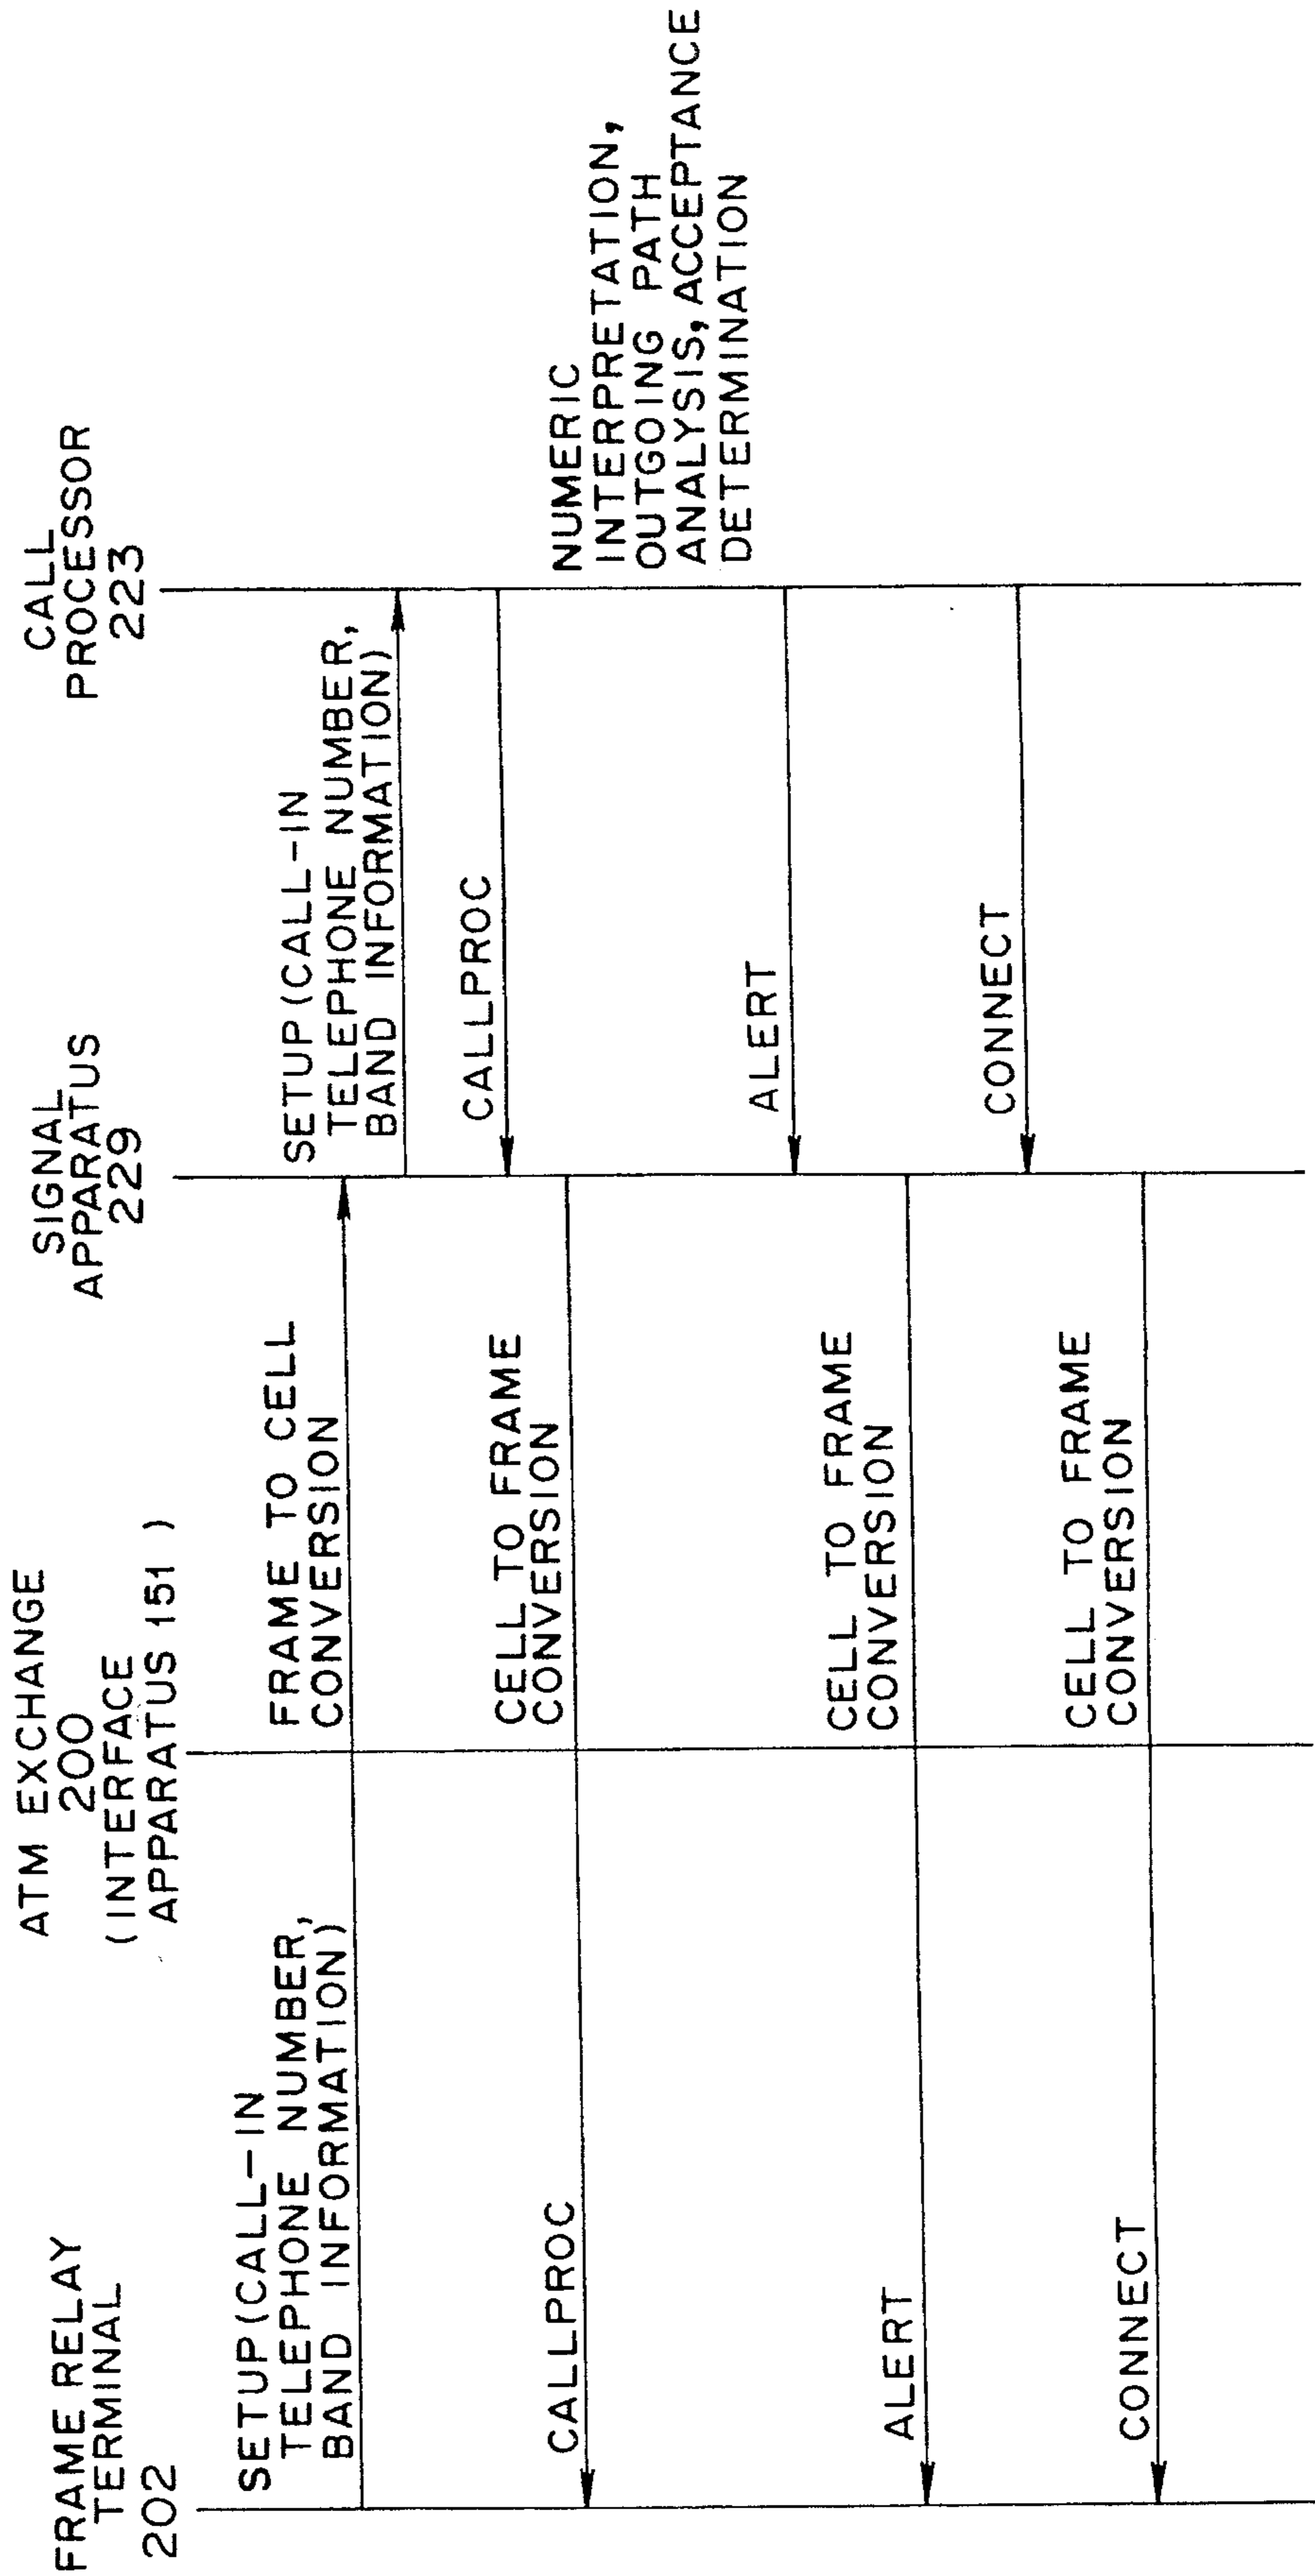 FRAME RELAY
TERMINAL
202
ATM EXCHANGE
200
(INTERFACE
APPARATUS 151 )
SIGNAL
APPARATUS
229
CALL
PROCESSOR
223
SETUP(CALL-IN
TELEPHONE NUMBER,
BAND INFORMATION)
FRAME TO CELL
CONVERSION
SETUP(CALL-IN
TELEPHONE NUMBER,
BAND INFORMATION)
CALLPROC
CELL TO FRAME
CONVERSION
CALLPROC
NUMERIC
INTERPRETATION,
OUTGOING PATH
ANALYSIS, ACCEPTANCE
DETERMINATION
ALERT
CELL TO FRAME
CONVERSION
ALERT
CONNECT
CELL TO FRAME
CONVERSION
CONNECT